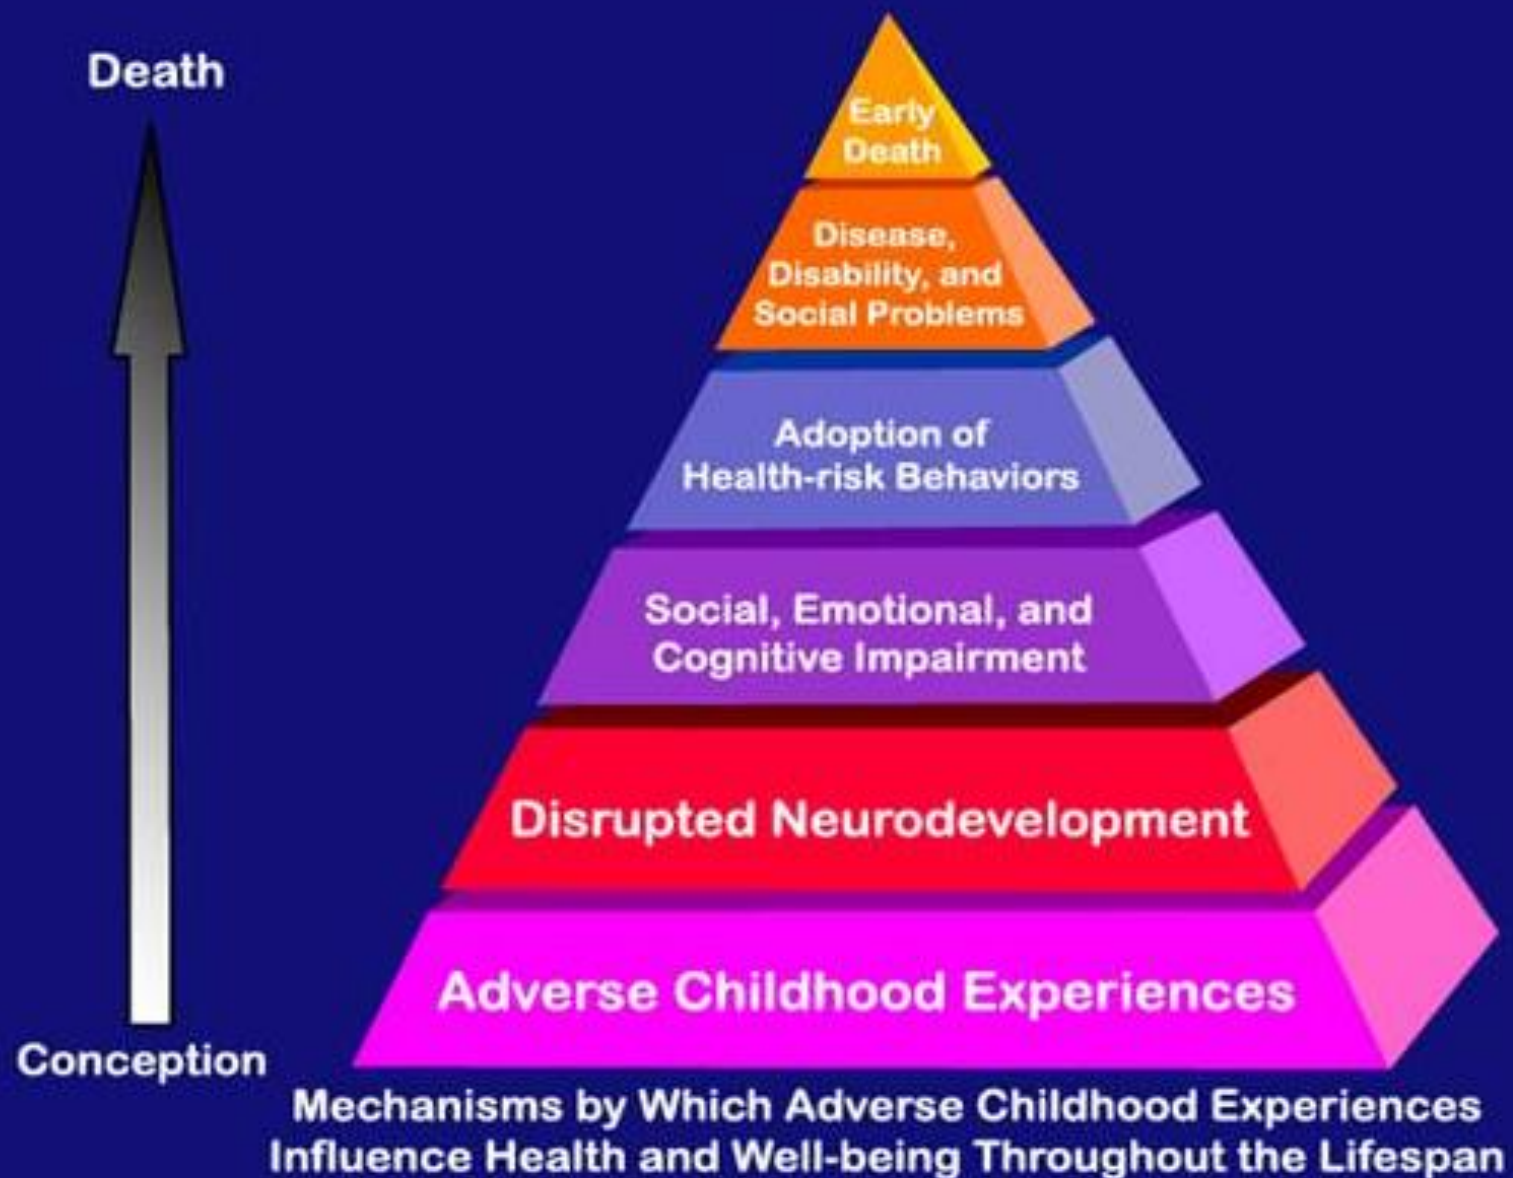 Death
Early
Death
Disease,
Disability, and
Social Problems
Adoption of
Health-risk Behaviors
Social, Emotional, and
Cognitive Impairment
Disrupted Neurodevelopment
Adverse Childhood Experiences
Conception
Mechanisms by Which Adverse Childhood Experiences
Influence Health and Well-being Throughout the Lifespan